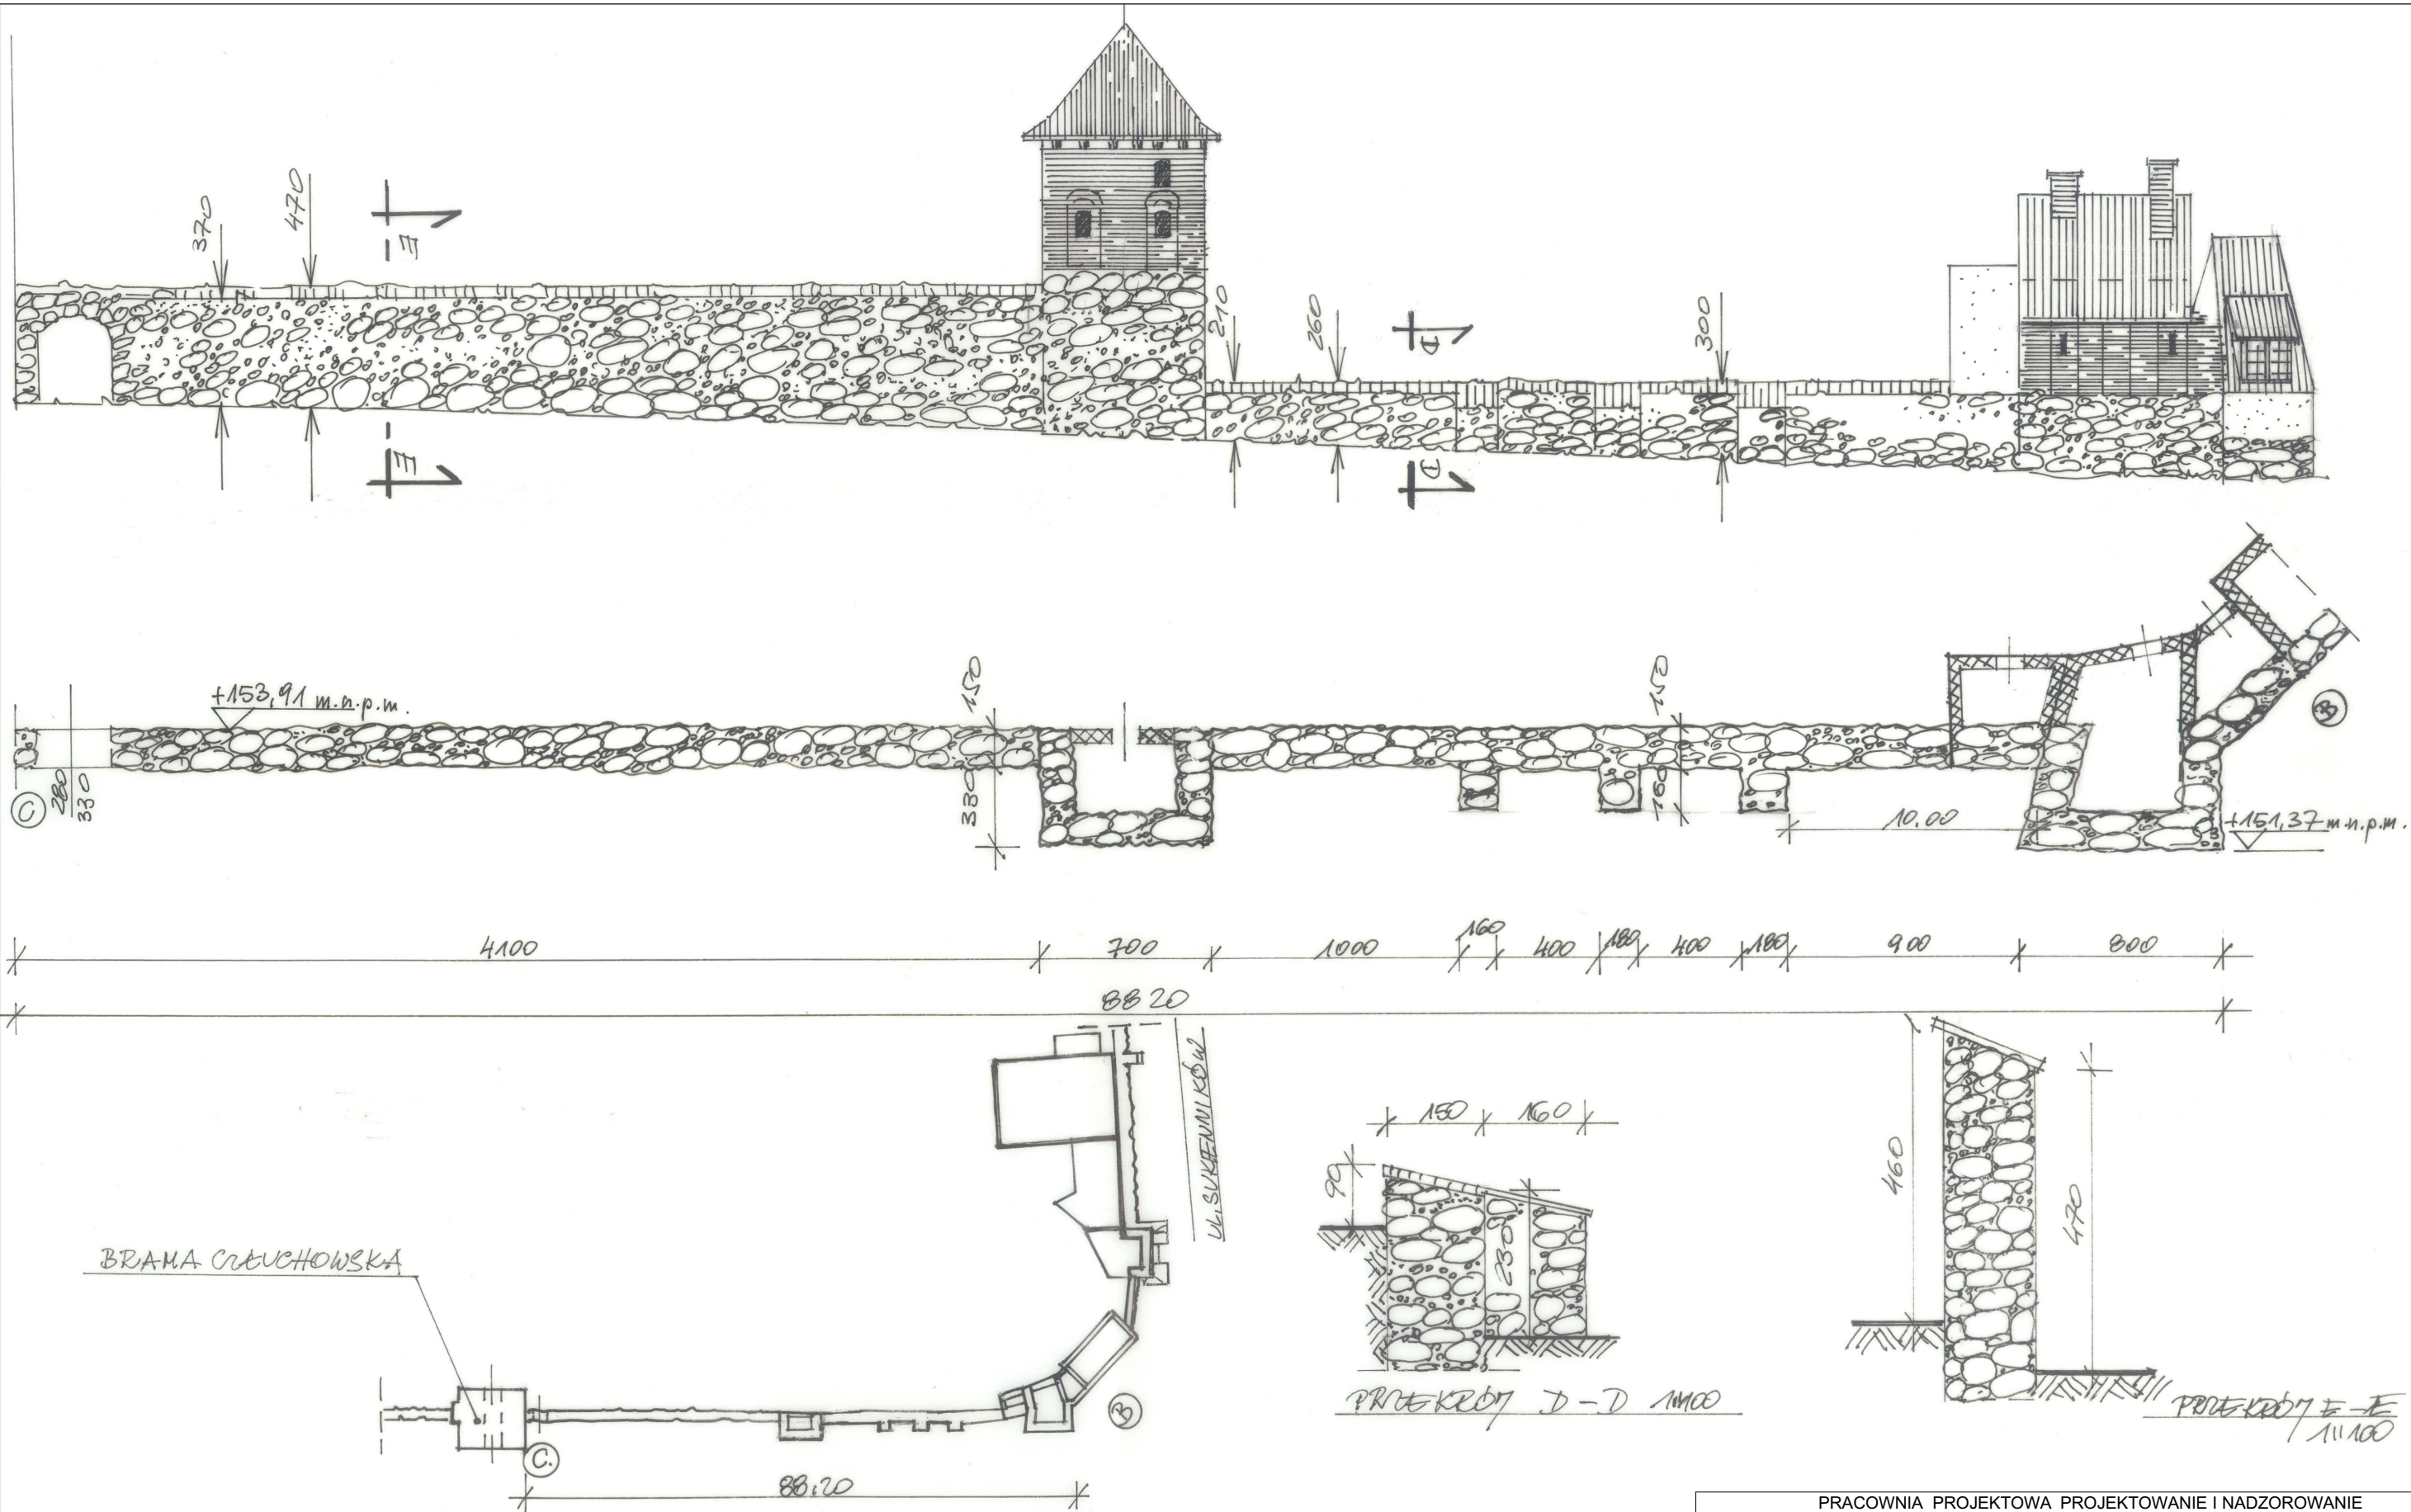 370
470
E
210
260
D
300
E
D
+153,91 m.n.p.m.
150
150
B
C
280
330
330
160
10.00
+151,37 m.n.p.m.
4100
700
1000
160
400
180
400
180
900
800
8820
UL. SUKIENNIKÓW
BRAMA CZŁUCHOWSKA
150
160
90
230
460
470
PRZEKRÓJ D-D 1:100
PRZEKRÓJ E-E
1:100
B
C.
88,20
PRACOWNIA PROJEKTOWA PROJEKTOWANIE I NADZOROWANIE